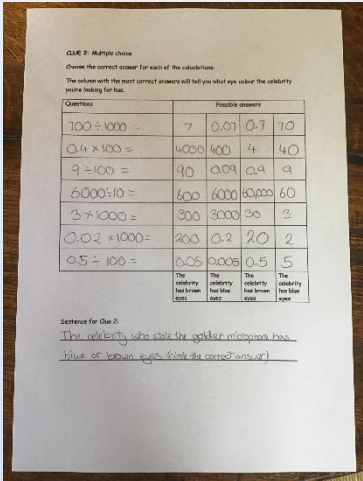 CLUE 2: Multiple choice
Choose the correct answer for each of the calculations.
The column with the most correct answers will tell you what eye colour the celebrity
you're looking for has.
Questions Possible answers
700÷1000 = 7 0.07 0.7 70
0.4 × 100 = 4000 400 4 40
9÷100 = 90 0.09 0.9 9
6000÷10 = 600 6000 60,000 60
3×1000 = 300 3000 30 3
0.02 ×1000= 200 0.2 20 2
0.5 ÷ 100 = 0.05 0.005 0.5 5
The The The The
celebrity celebrity celebrity celebrity
has brown has blue has brown has blue
eyes eyes eyes eyes
Sentence for Clue 2:
The celebrity who stole the golden microphone has
blue or brown eyes (circle the correct answer)